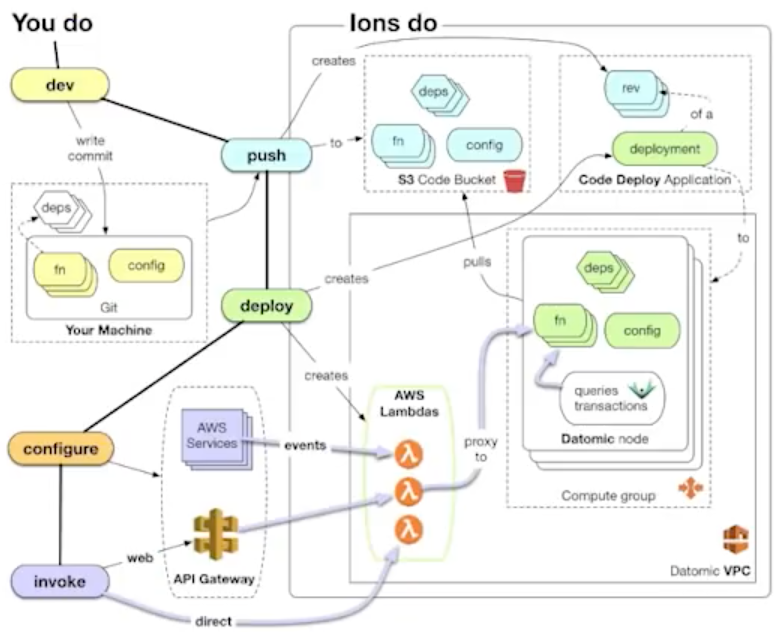 You do
Ions do
dev
creates
deps
rev
of a
write
commit
push
to
fn
config
deployment
S3 Code Bucket
Code Deploy Application
deps
fn
config
Git
Your Machine
to
pulls
creates
deploy
deps
fn
config
queries
transactions
Datomic node
Compute group
creates
AWS
Lambdas
λ
λ
λ
proxy
to
AWS
Services
events
configure
web
API Gateway
invoke
direct
Datomic VPC